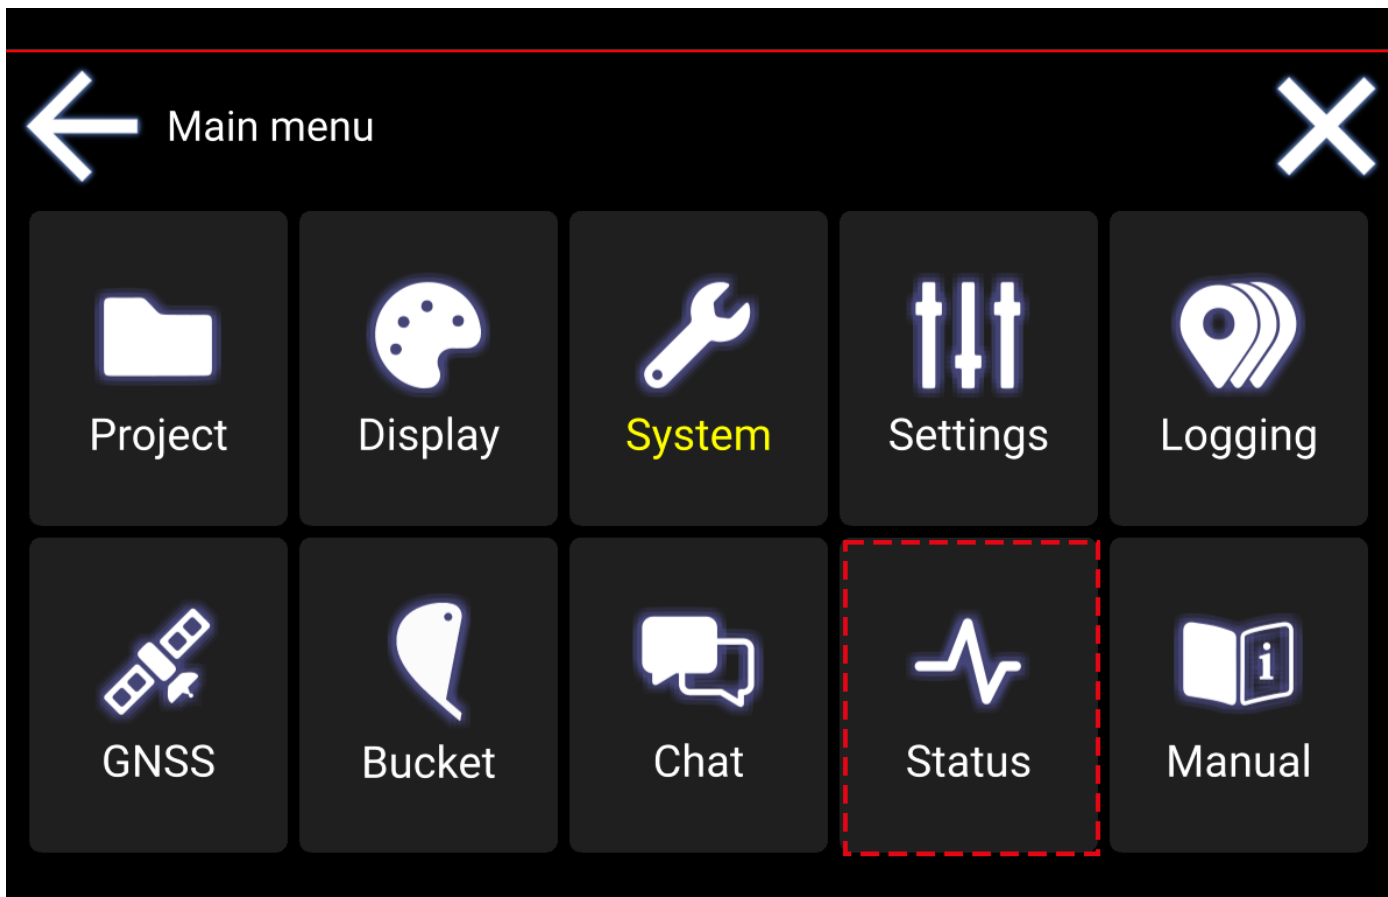 Main menu
Project
Display
System
Settings
Logging
GNSS
Bucket
Chat
Status
i
Manual